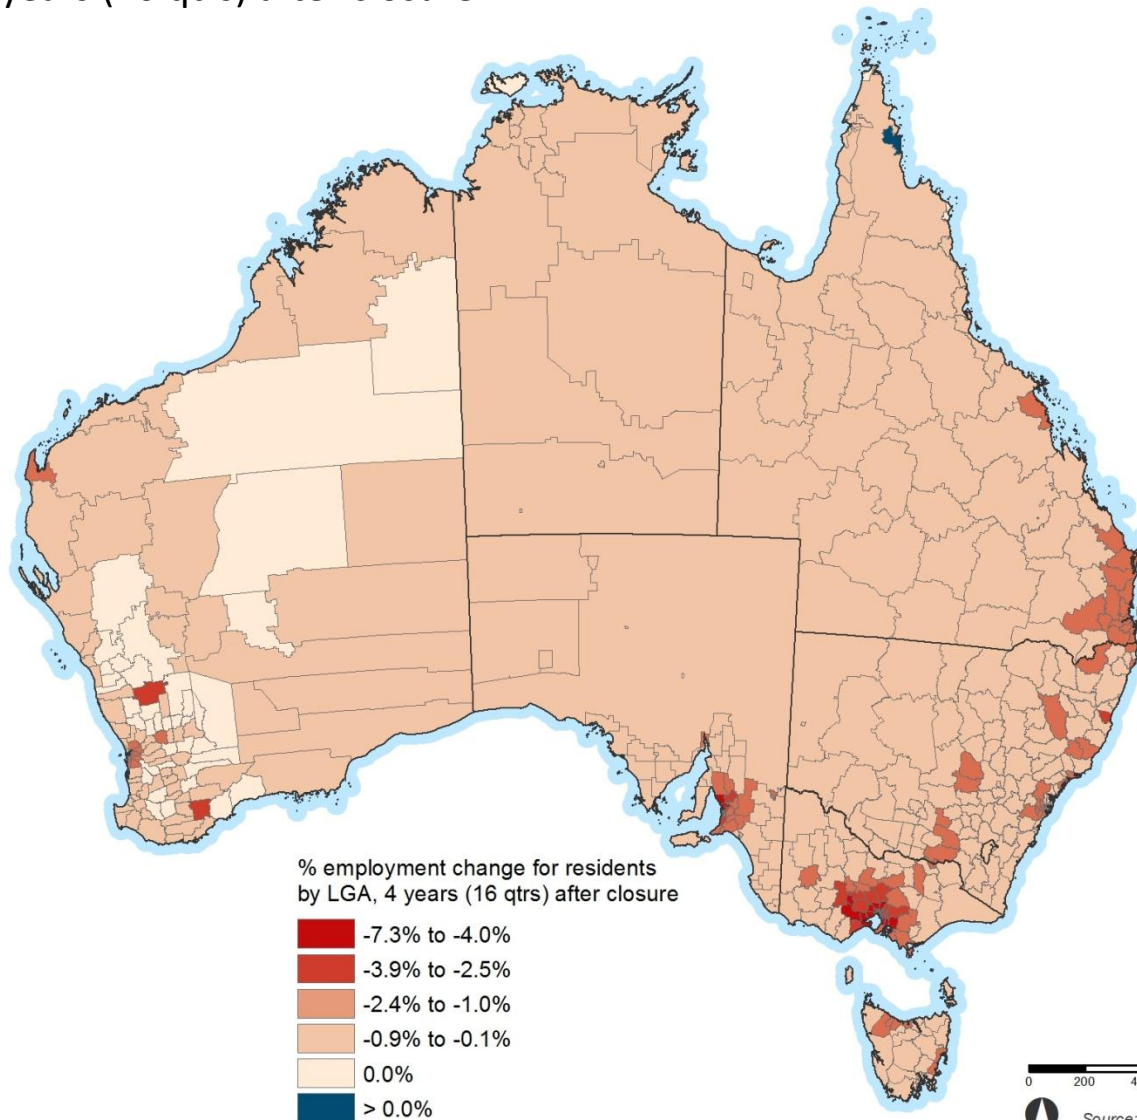 % employment change for residents
by LGA, 4 years (16 qtrs) after closure
-7.3% to -4.0%
-3.9% to -2.5%
-2.4% to -1.0%
-0.9% to -0.1%
0.0%
> 0.0%
0 200
Source: